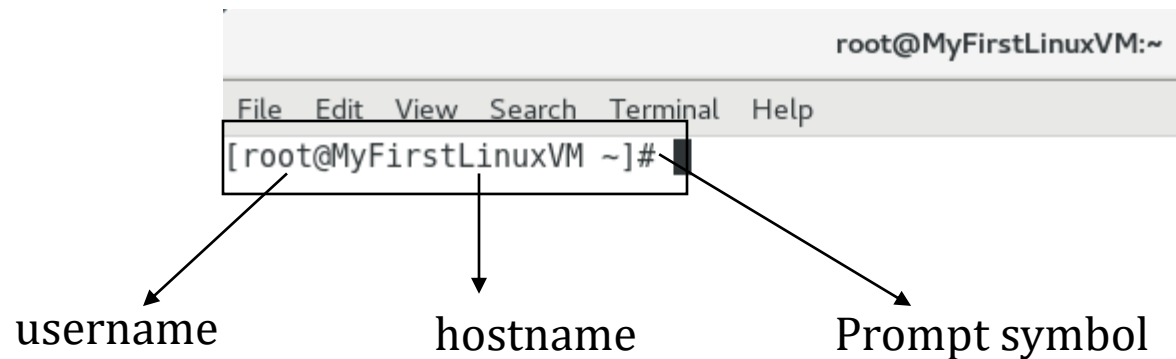 root@MyFirstLinuxVM:~
File Edit View Search Terminal Help
[root@MyFirstLinuxVM ~]#
username hostname Prompt symbol